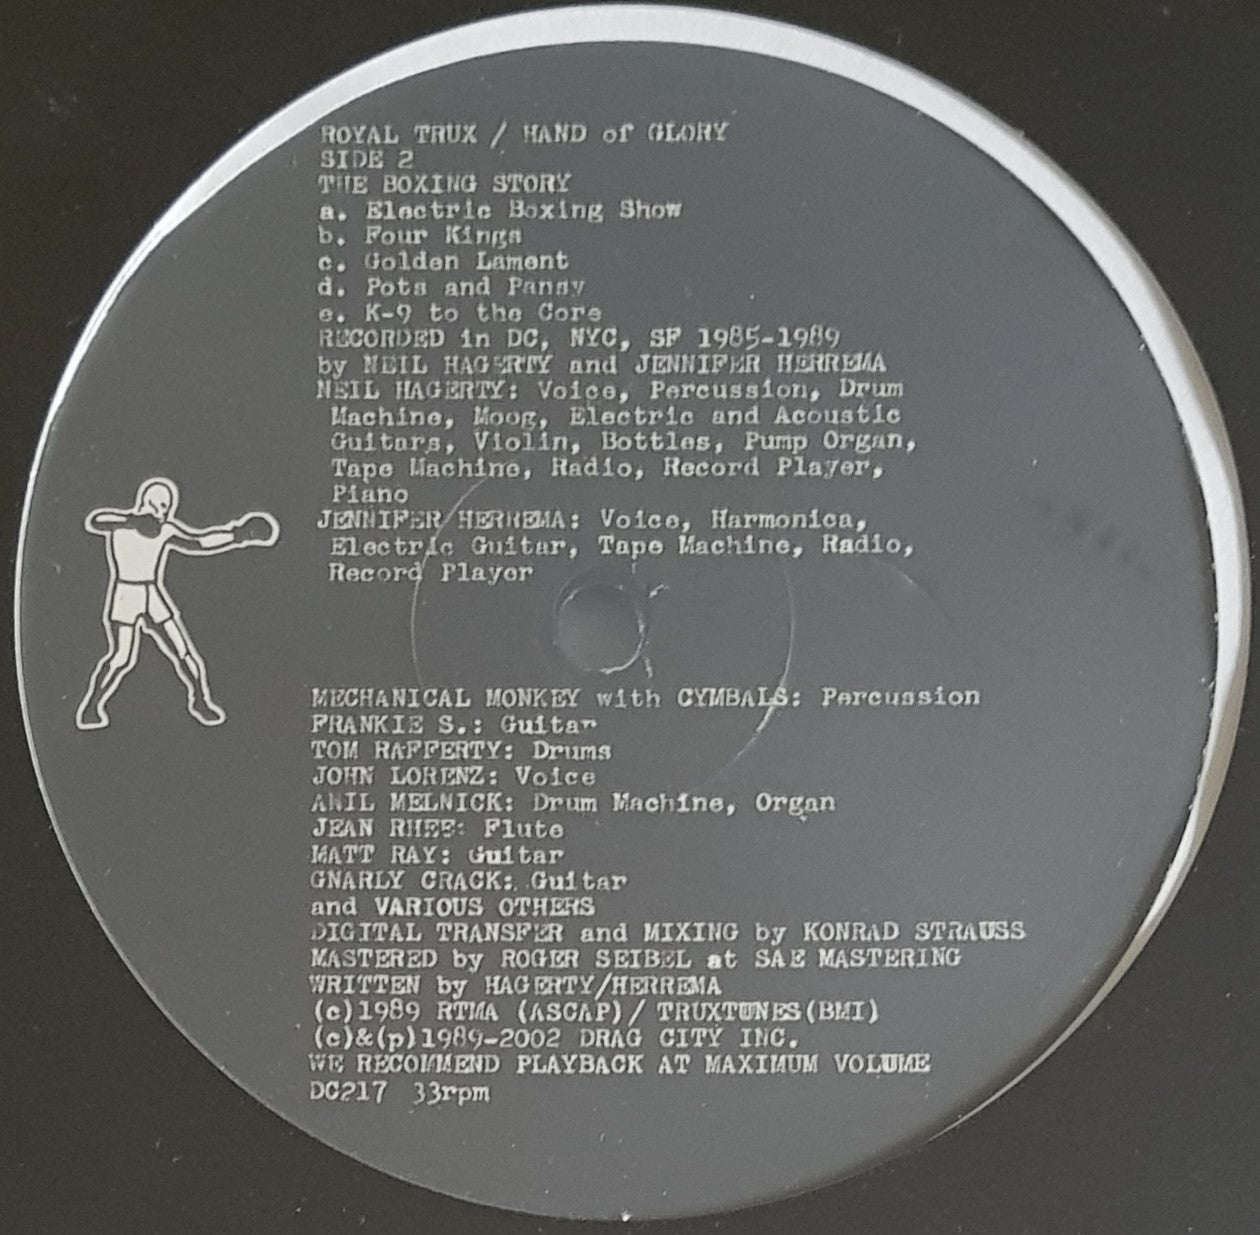 ROYAL TRUX / HAND of GLORY
SIDE 2
THE BOXING STORY
a. Electric Boxing Show
b. Four Kings
c. Golden Lament
d. Pots and Pansy
e. K-9 to the Core
RECORDED in DC, NYC, SF 1985-1989
by NEIL HAGERTY and JENNIFER HERREMA
NEIL HAGERTY: Voice, Percussion, Drum
Machine, Moog, Electric and Acoustic
Guitars, Violin, Bottles, Pump Organ,
Tape Machine, Radio, Record Player,
Piano
JENNIFER HERREMA: Voice, Harmonica,
Electric Guitar, Tape Machine, Radio,
Record Player
MECHANICAL MONKEY with CYMBALS: Percussion
FRANKIE S.: Guitar
TOM RAFFERTY: Drums
JOHN LORENZ: Voice
ANIL MELNICK: Drum Machine, Organ
JEAN RHEE: Flute
MATT RAY: Guitar
GNARLY CRACK: Guitar
and VARIOUS OTHERS
DIGITAL TRANSFER and MIXING by KONRAD STRAUSS
MASTERED by ROGER SEIBEL at SAE MASTERING
WRITTEN by HAGERTY/HERREMA
(c)1989 RTMA (ASCAP)/ TRUXTUNES(BMI)
(c)&(p)1989-2002 DRAG CITY INC.
WE RECOMMEND PLAYBACK AT MAXIMUM VOLUME
DC217 33rpm